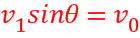 v₁sinθ = v₀